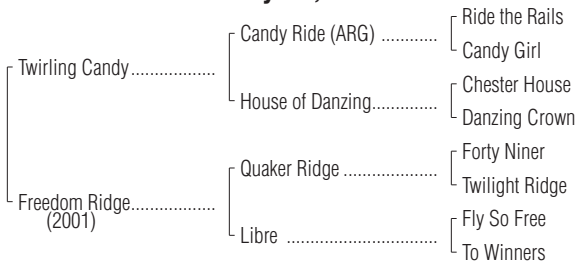 Ride the Rails
Candy Ride (ARG) ............
Candy Girl
Twirling Candy..................
Chester House
House of Danzing..............
Danzing Crown
Forty Niner
Quaker Ridge ....................
Twilight Ridge
Freedom Ridge..................
(2001)
Fly So Free
Libre ................................
To Winners